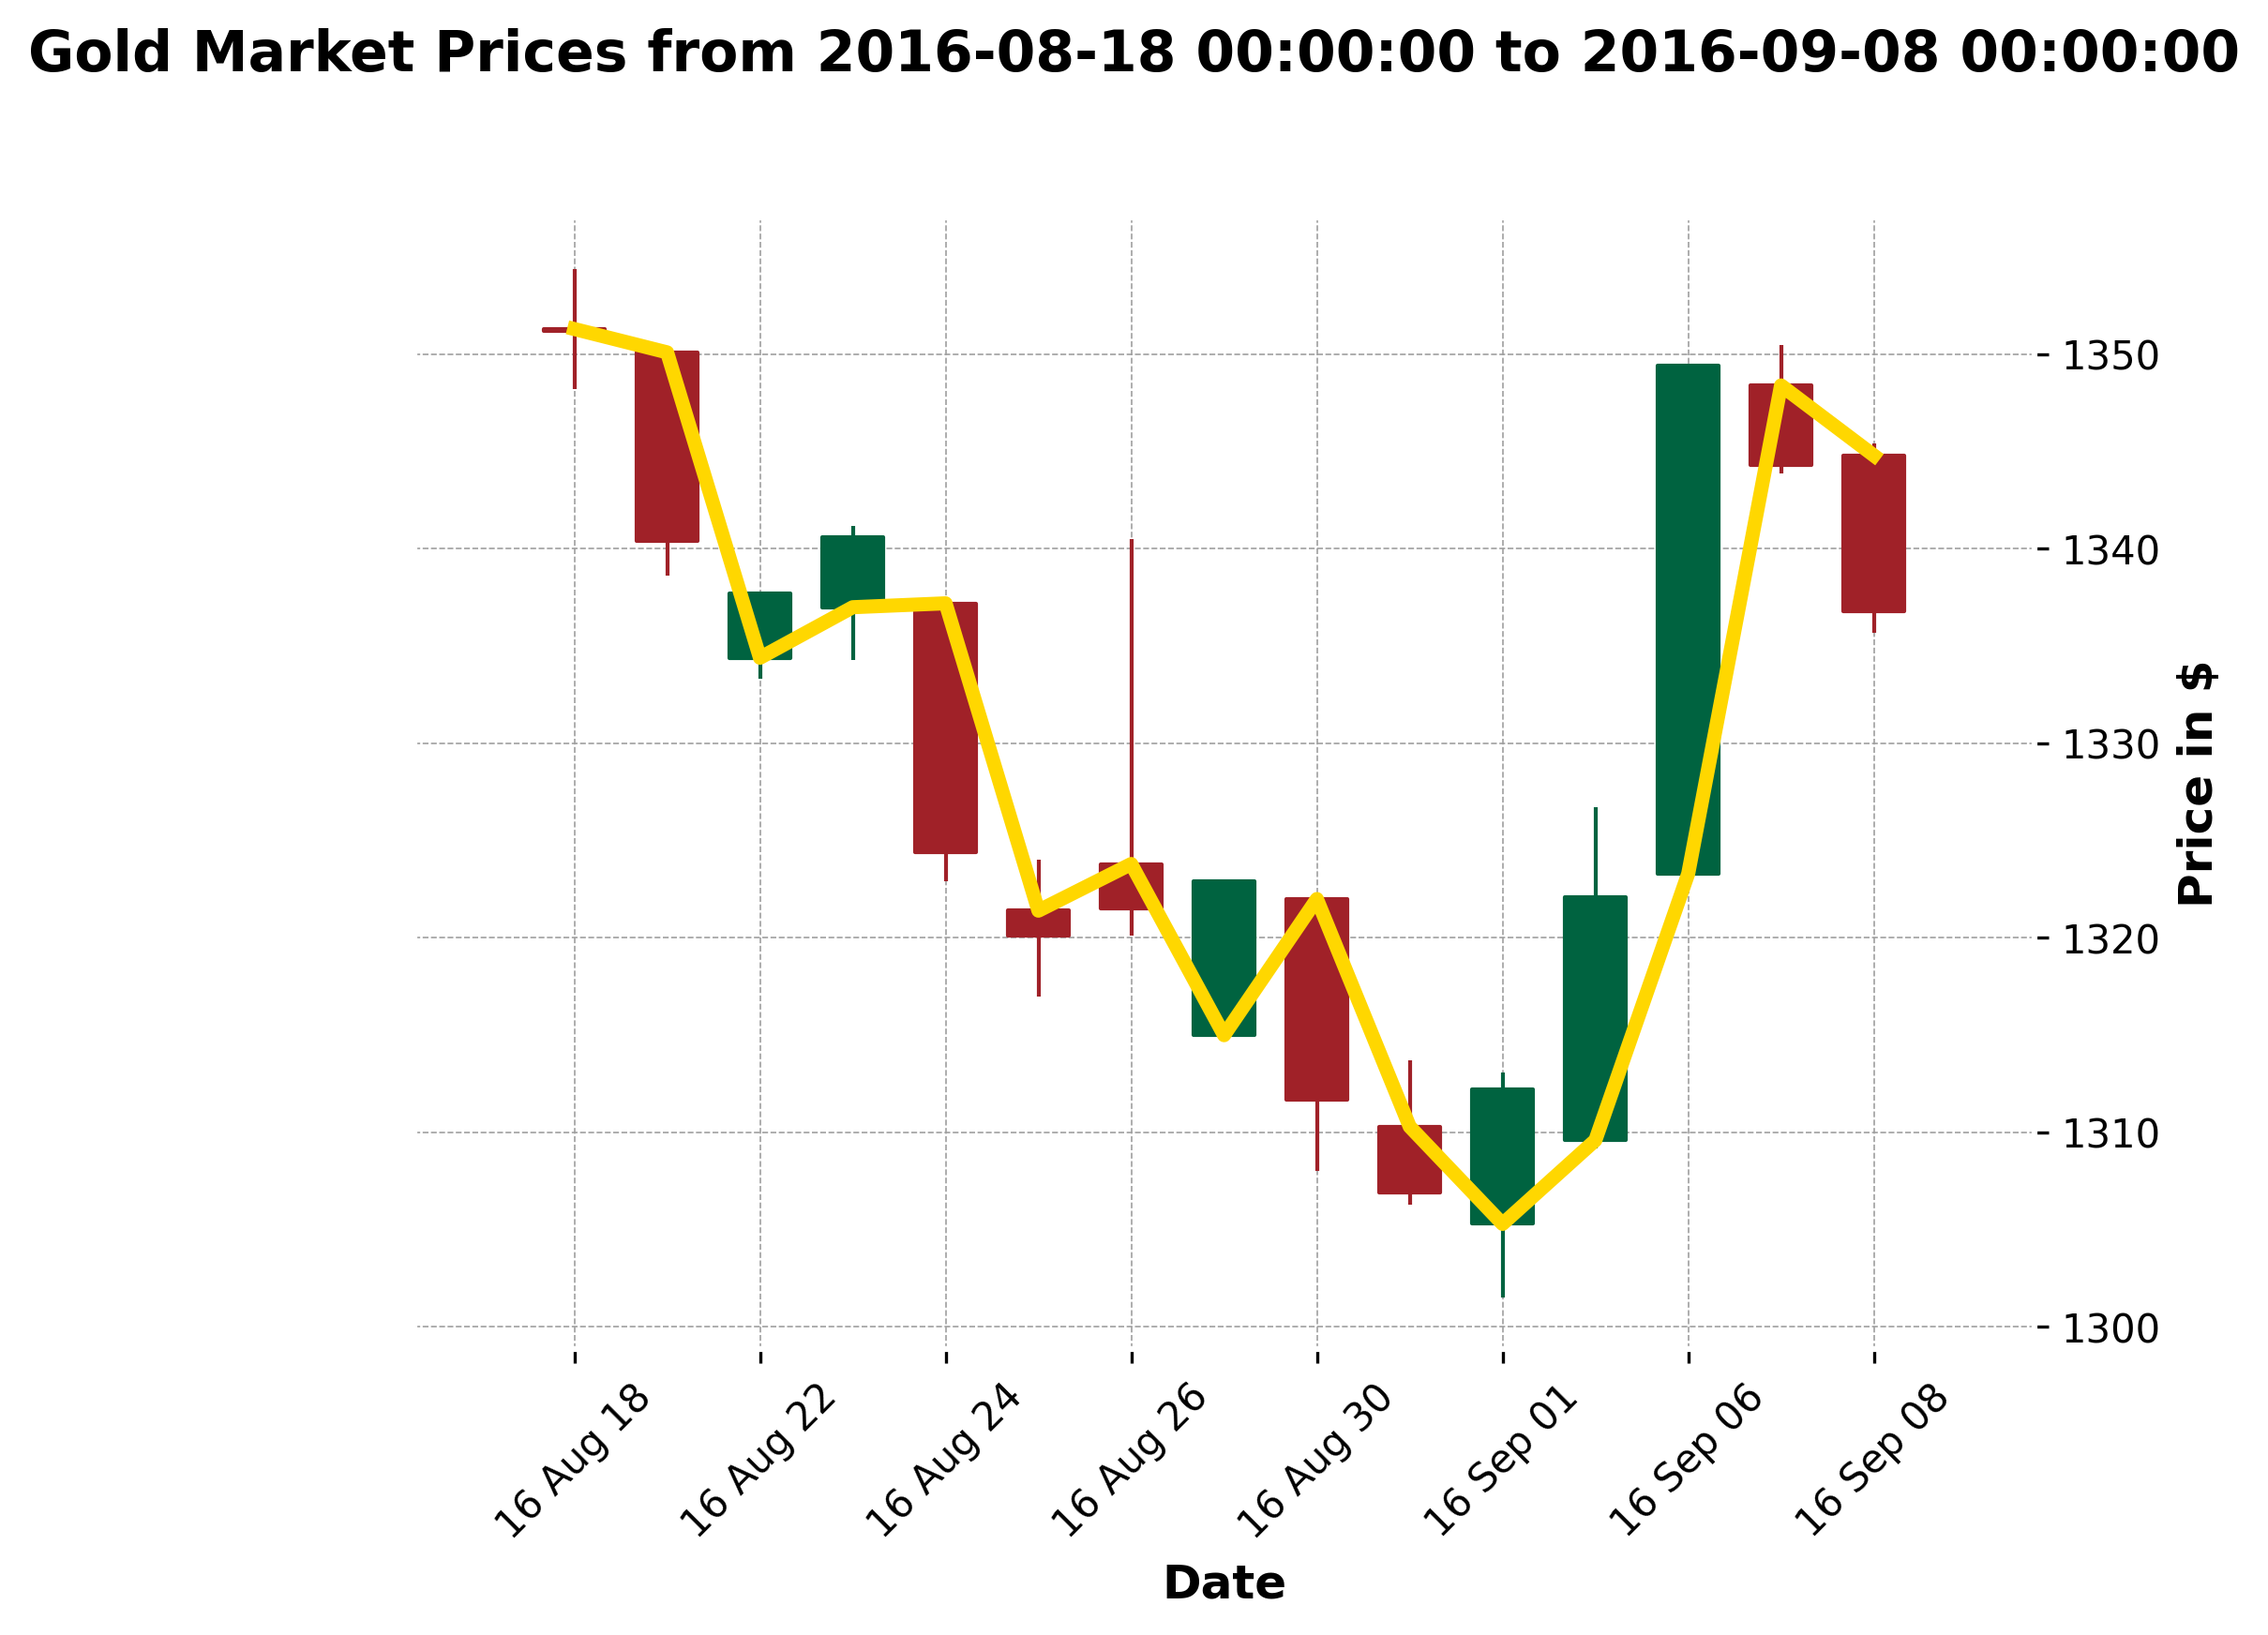 Gold Market Prices from 2016-08-18 00:00:00 to 2016-09-08 00:00:00
1350
1340
1330
1320
1310
1300
Price in $
16 Aug 18
16 Aug 22
16 Aug 24
16 Aug 26
16 Aug 30
16 Sep 01
16 Sep 06
16 Sep 08
Date